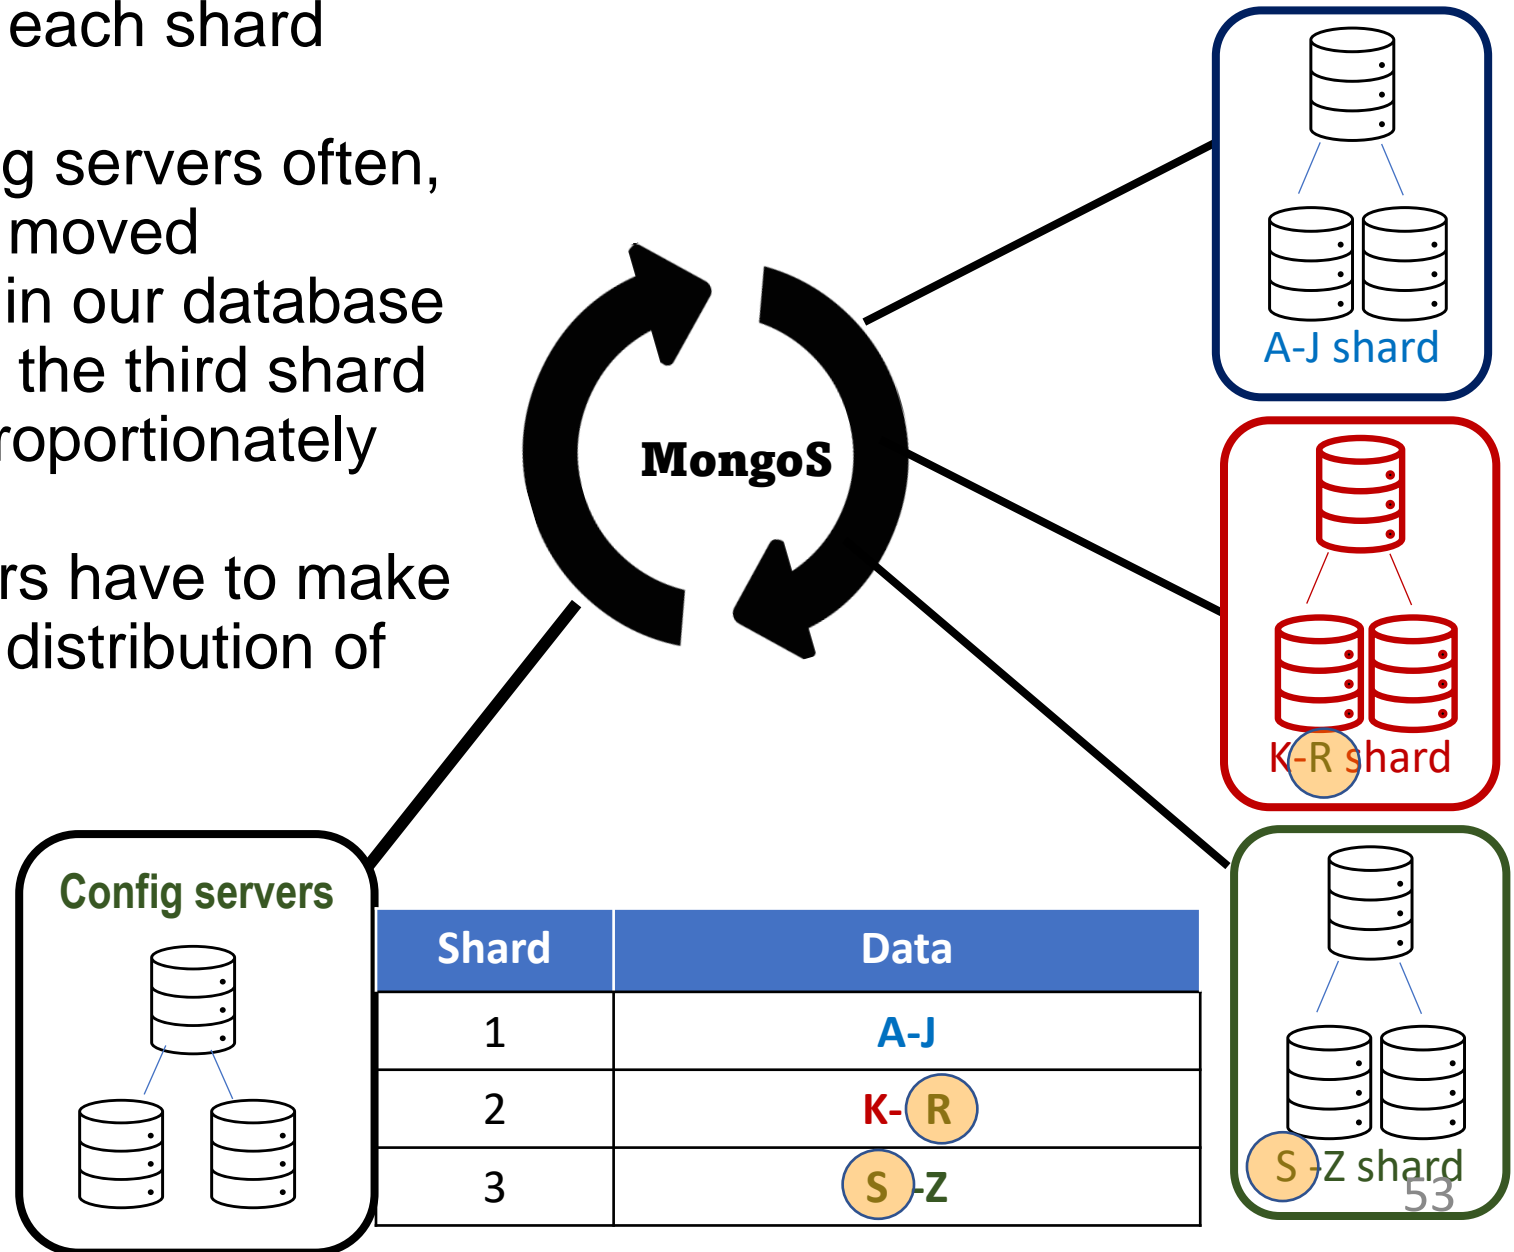 each shard
g servers often,
moved
in our database
the third shard
roportionately
rs have to make
distribution of
MongoS
A-J shard
K-R shard
S -Z shard
53
Config servers
Shard Data
1 A-J
2 K- R
3 S -Z